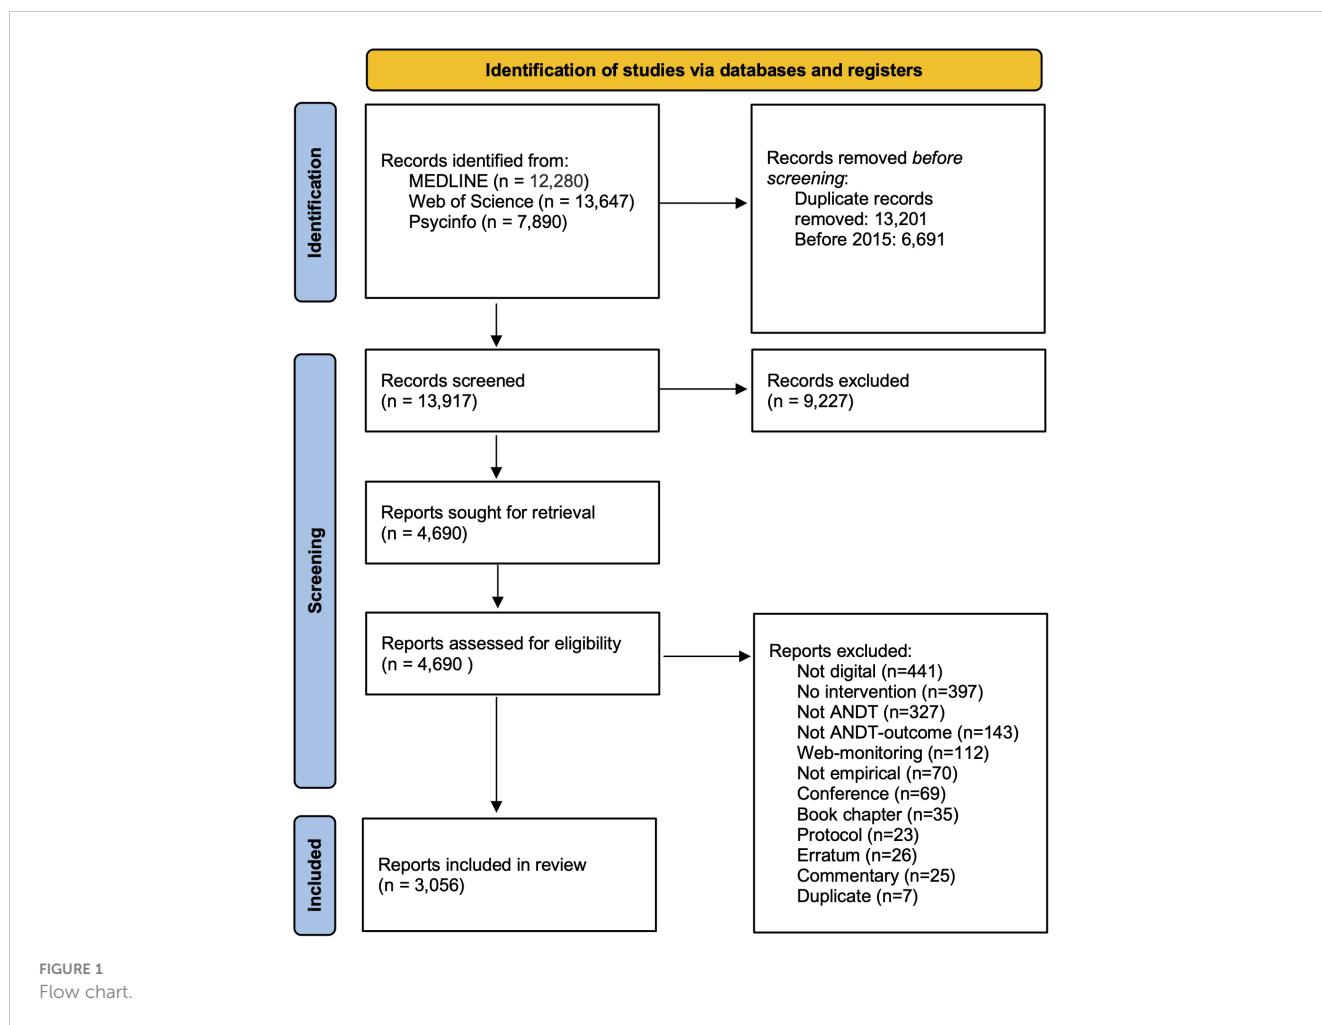 Identification of studies via databases and registers
Identification
Records identified from:
MEDLINE (n = 12,280)
Web of Science (n = 13,647)
Psycinfo (n = 7,890)
Records removed before
screening:
Duplicate records
removed: 13,201
Before 2015: 6,691
Screening
Records screened
(n = 13,917)
Records excluded
(n = 9,227)
Reports sought for retrieval
(n = 4,690)
Reports assessed for eligibility
(n = 4,690 )
Reports excluded:
Not digital (n=441)
No intervention (n=397)
Not ANDT (n=327)
Not ANDT-outcome (n=143)
Web-monitoring (n=112)
Not empirical (n=70)
Conference (n=69)
Book chapter (n=35)
Protocol (n=23)
Erratum (n=26)
Commentary (n=25)
Duplicate (n=7)
Included
Reports included in review
(n = 3,056)
FIGURE 1
Flow chart.